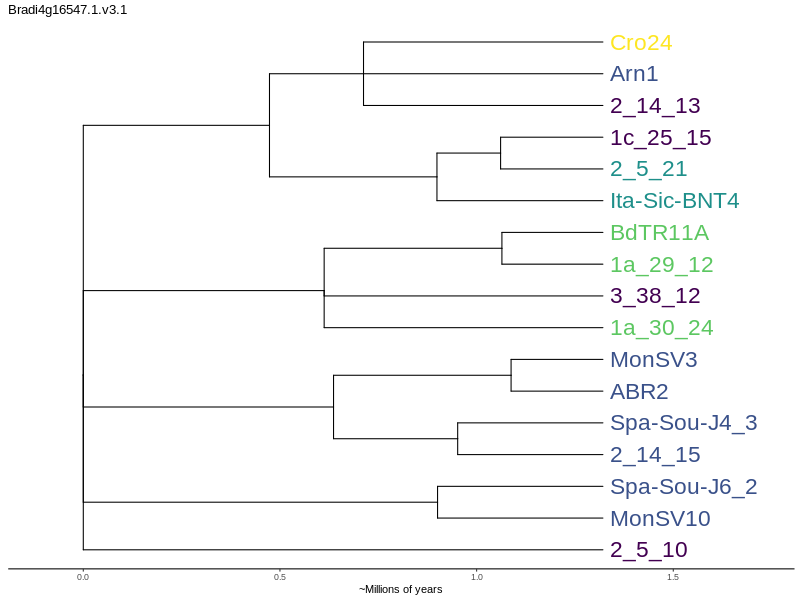 Bradi4g16547.1.v3.1
Cro24
Arn1
2_14_13
1c_25_15
2_5_21
Ita-Sic-BNT4
BdTR11A
1a_29_12
3_38_12
1a_30_24
MonSV3
ABR2
Spa-Sou-J4_3
2_14_15
Spa-Sou-J6_2
MonSV10
2_5_10
0.0 0.5 1.0 1.5
~Millions of years